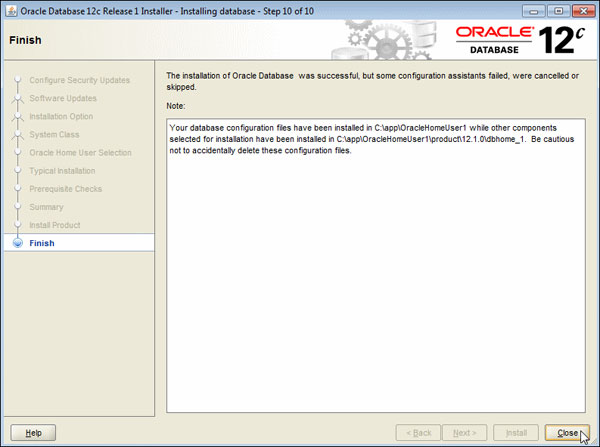 Oracle Database 12c Release 1 Installer - Installing database - Step 10 of 10
Finish
ORACLE
DATABASE
12c
Configure Security Updates
Software Updates
Installation Option
System Class
Oracle Home User Selection
Typical Installation
Prerequisite Checks
Summary
Install Product
Finish
The installation of Oracle Database  was successful, but some configuration assistants failed, were cancelled or
skipped.
Note:
Your database configuration files have been installed in C:\app\OracleHomeUser1 while other components
selected for installation have been installed in C:\app\OracleHomeUser1\product\12.1.0\dbhome_1.  Be cautious
not to accidentally delete these configuration files.
Help
< Back
Next >
Install
Close